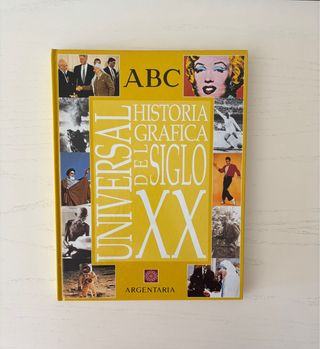 ABC
UNIVERSAL
HISTORIA
GRAFICA
DEL SIGLO
XX
ARGENTARIA